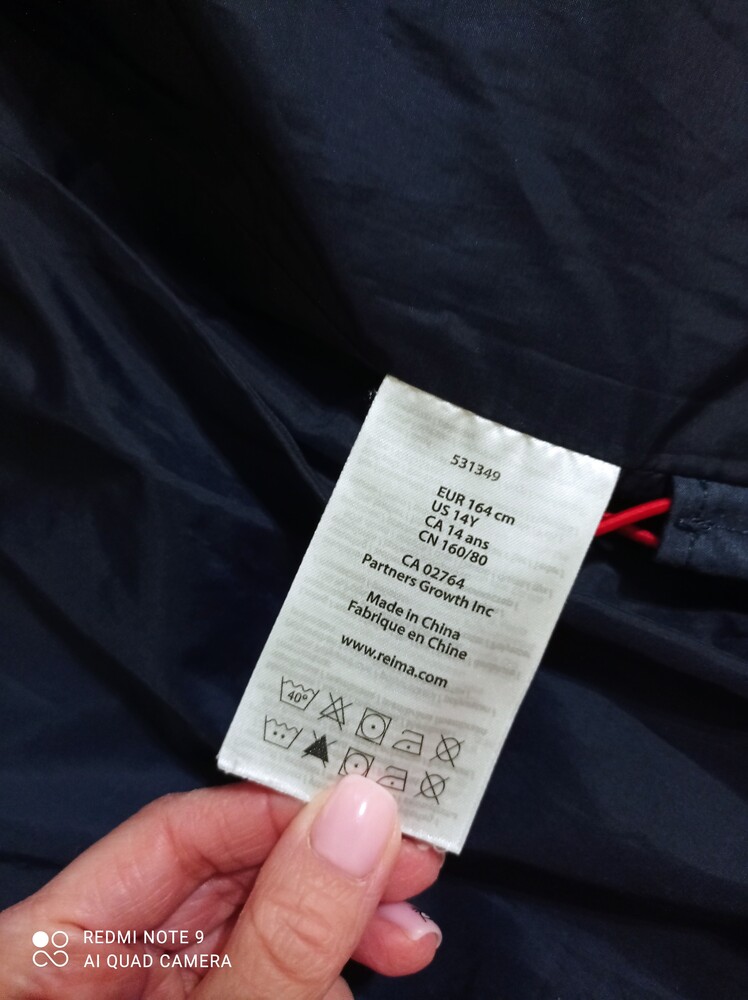 531349
EUR 164 cm
US 14Y
CA 14 ans
CN 160/80
CA 02764
Partners Growth Inc
Made in China
Fabrique en Chine
www.reima.com
40°
REDMI NOTE 9
AI QUAD CAMERA